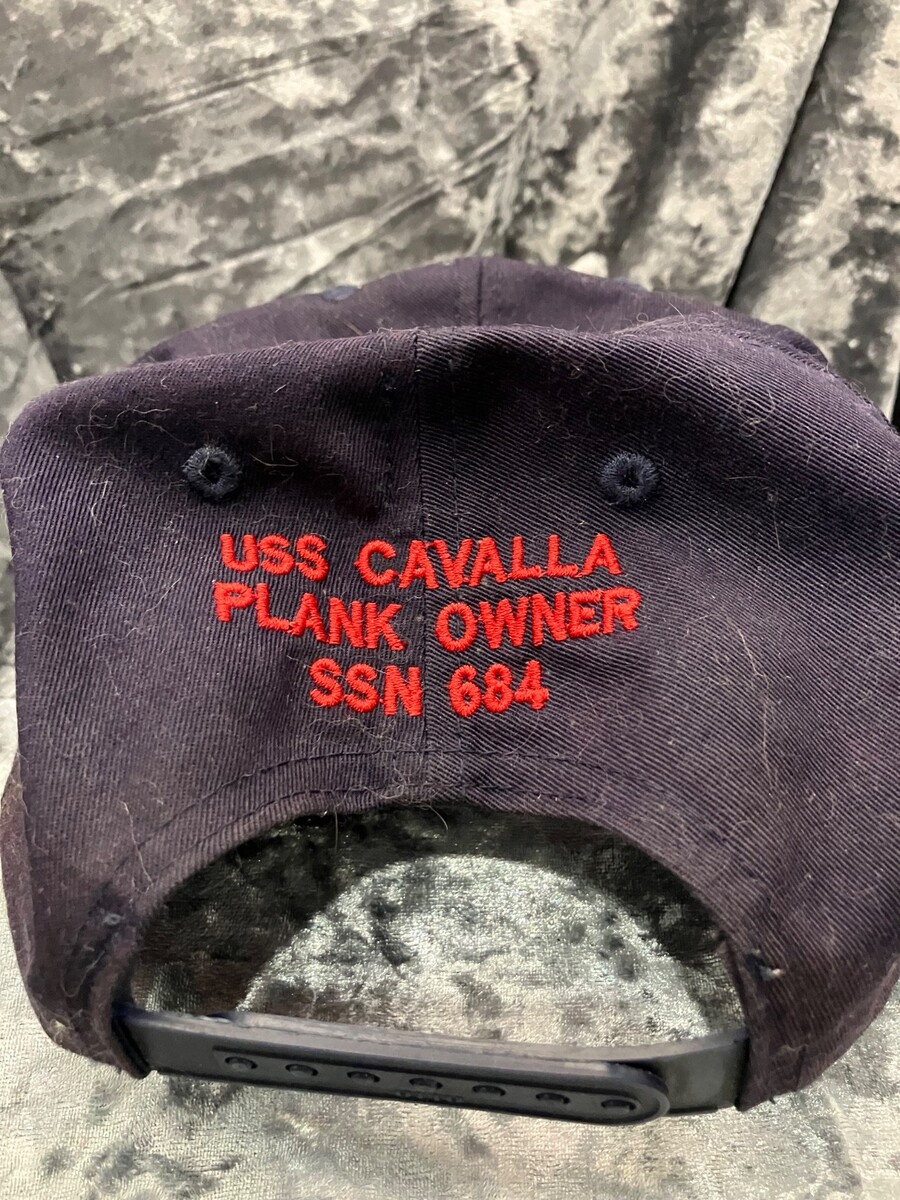 USS CAVALLA
PLANK OWNER
SSN 684